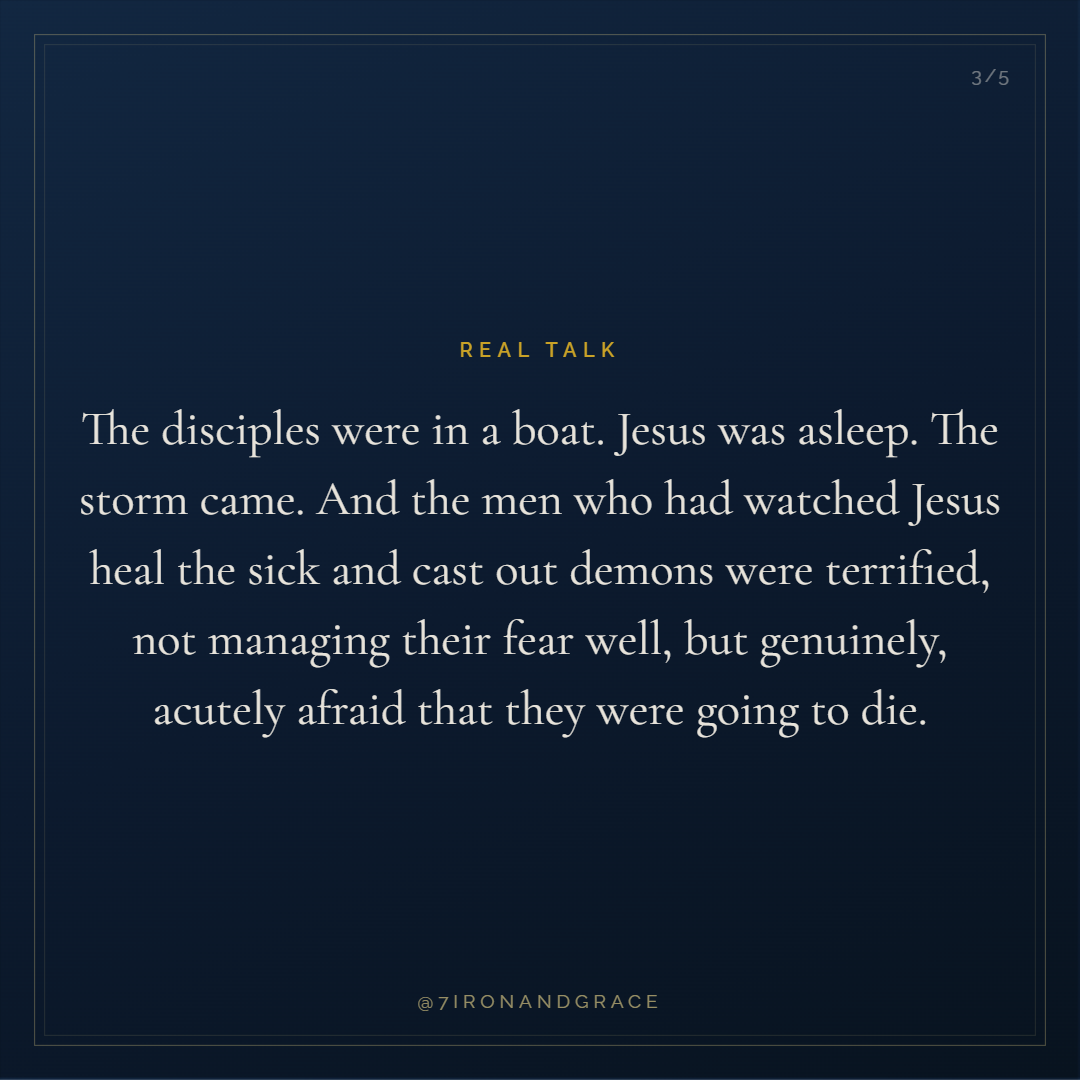 3/5
REAL TALK
The disciples were in a boat. Jesus was asleep. The
storm came. And the men who had watched Jesus
heal the sick and cast out demons were terrified,
not managing their fear well, but genuinely,
acutely afraid that they were going to die.
@7IRONANDGRACE